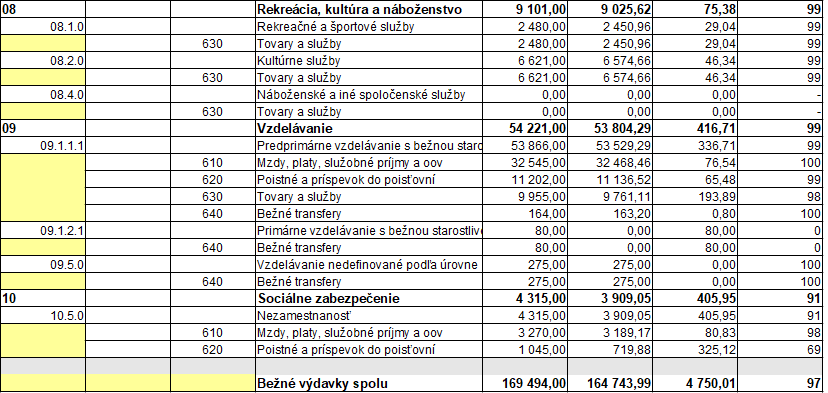 08 Rekreácia, kultúra a náboženstvo 9 101,00 9 025,62 75,38 99
08.1.0 Rekreačné a športové služby 2 480,00 2 450,96 29,04 99
630 Tovary a služby 2 480,00 2 450,96 29,04 99
08.2.0 Kultúrne služby 6 621,00 6 574,66 46,34 99
630 Tovary a služby 6 621,00 6 574,66 46,34 99
08.4.0 Náboženské a iné spoločenské služby 0,00 0,00 0,00 -
630 Tovary a služby 0,00 0,00 0,00 -
09 Vzdelávanie 54 221,00 53 804,29 416,71 99
09.1.1.1 Predprimárne vzdelávanie s bežnou staro 53 866,00 53 529,29 336,71 99
610 Mzdy, platy, služobné príjmy a oov 32 545,00 32 468,46 76,54 100
620 Poistné a príspevok do poisťovní 11 202,00 11 136,52 65,48 99
630 Tovary a služby 9 955,00 9 761,11 193,89 98
640 Bežné transfery 164,00 163,20 0,80 100
09.1.2.1 Primárne vzdelávanie s bežnou starostlive 80,00 0,00 80,00 0
640 Bežné transfery 80,00 0,00 80,00 0
09.5.0 Vzdelávanie nedefinované podľa úrovne 275,00 275,00 0,00 100
640 Bežné transfery 275,00 275,00 0,00 100
10 Sociálne zabezpečenie 4 315,00 3 909,05 405,95 91
10.5.0 Nezamestnanosť 4 315,00 3 909,05 405,95 91
610 Mzdy, platy, služobné príjmy a oov 3 270,00 3 189,17 80,83 98
620 Poistné a príspevok do poisťovní 1 045,00 719,88 325,12 69
Bežné výdavky spolu 169 494,00 164 743,99 4 750,01 97